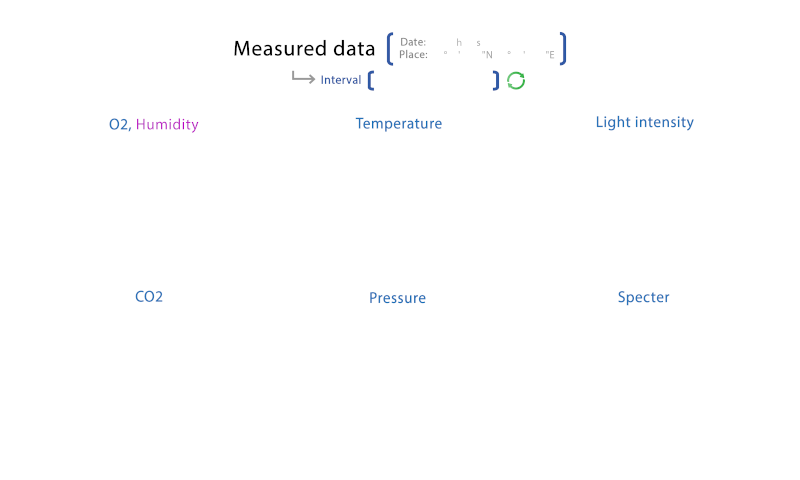 Measured data
Date: h s
Place: ° ' "N ° ' "E
Interval
O2, Humidity
Temperature
Light intensity
CO2
Pressure
Specter